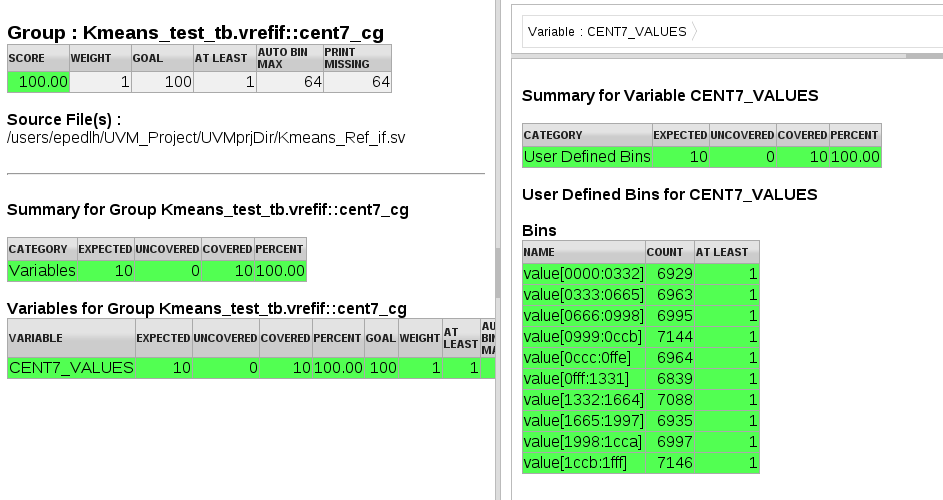 Group : Kmeans_test_tb.vrefif::cent7_cg
SCORE WEIGHT GOAL AT LEAST AUTO BIN MAX PRINT MISSING
100.00 1 100 1 64 64
Source File(s) :
/users/epedlh/UVM_Project/UVMprjDir/Kmeans_Ref_if.sv
Summary for Group Kmeans_test_tb.vrefif::cent7_cg
CATEGORY EXPECTED UNCOVERED COVERED PERCENT
Variables 10 0 10 100.00
Variables for Group Kmeans_test_tb.vrefif::cent7_cg
VARIABLE EXPECTED UNCOVERED COVERED PERCENT GOAL WEIGHT AT LEAST
CENT7_VALUES 10 0 10 100.00 100 1 1
Variable : CENT7_VALUES
Summary for Variable CENT7_VALUES
CATEGORY EXPECTED UNCOVERED COVERED PERCENT
User Defined Bins 10 0 10 100.00
User Defined Bins for CENT7_VALUES
Bins
NAME COUNT AT LEAST
value[0000:0332] 6929 1
value[0333:0665] 6963 1
value[0666:0998] 6995 1
value[0999:0ccb] 7144 1
value[0ccc:0ffe] 6964 1
value[0fff:1331] 6839 1
value[1332:1664] 7088 1
value[1665:1997] 6935 1
value[1998:1cca] 6997 1
value[1ccb:1fff] 7146 1